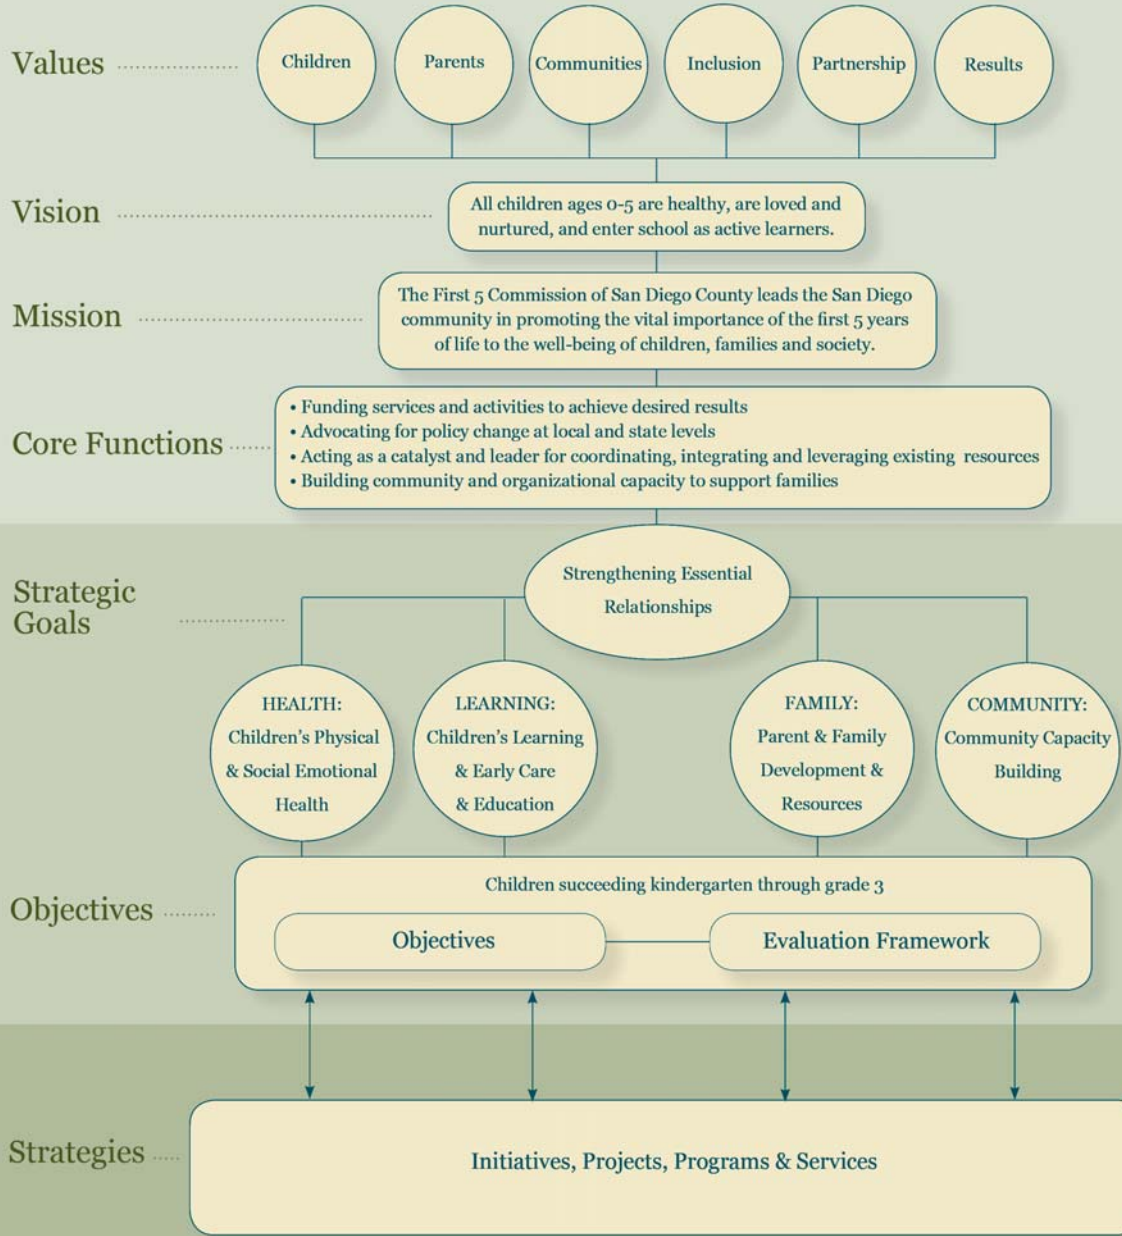 Values
Children
Parents
Communities
Inclusion
Partnership
Results
Vision
All children ages 0-5 are healthy, are loved and
nurtured, and enter school as active learners.
Mission
The First 5 Commission of San Diego County leads the San Diego
community in promoting the vital importance of the first 5 years
of life to the well-being of children, families and society.
Core Functions
• Funding services and activities to achieve desired results
• Advocating for policy change at local and state levels
• Acting as a catalyst and leader for coordinating, integrating and leveraging existing resources
• Building community and organizational capacity to support families
Strategic
Goals
Strengthening Essential
Relationships
HEALTH:
Children's Physical
& Social Emotional
Health
LEARNING:
Children's Learning
& Early Care
& Education
FAMILY:
Parent & Family
Development &
Resources
COMMUNITY:
Community Capacity
Building
Objectives
Children succeeding kindergarten through grade 3
Objectives
Evaluation Framework
Strategies
Initiatives, Projects, Programs & Services